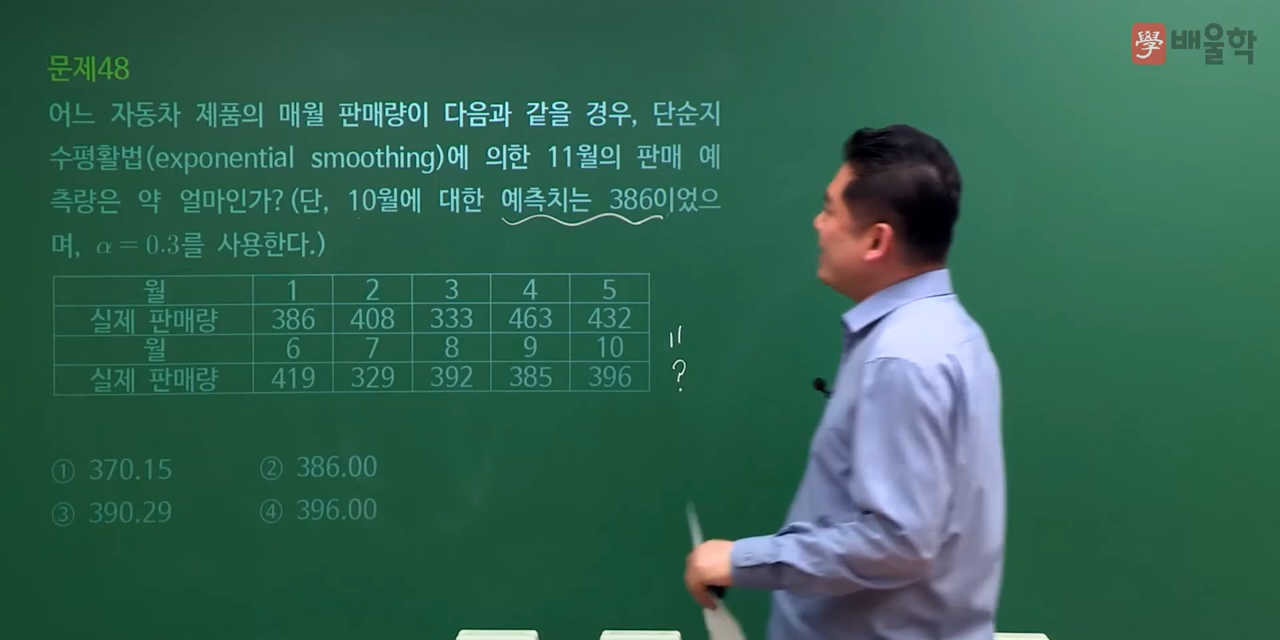 學 배울학
문제48
어느 자동차 제품의 매월 판매량이 다음과 같을 경우, 단순지
수평활법(exponential smoothing)에 의한 11월의 판매 예
측량은 약 얼마인가?(단, 10월에 대한 예측치는 386이었으
며, α = 0.3를 사용한다.)
월 1 2 3 4 5
실제 판매량 386 408 333 463 432
월 6 7 8 9 10
실제 판매량 419 329 392 385 396
11
?
① 370.15 ② 386.00
③ 390.29 ④ 396.00